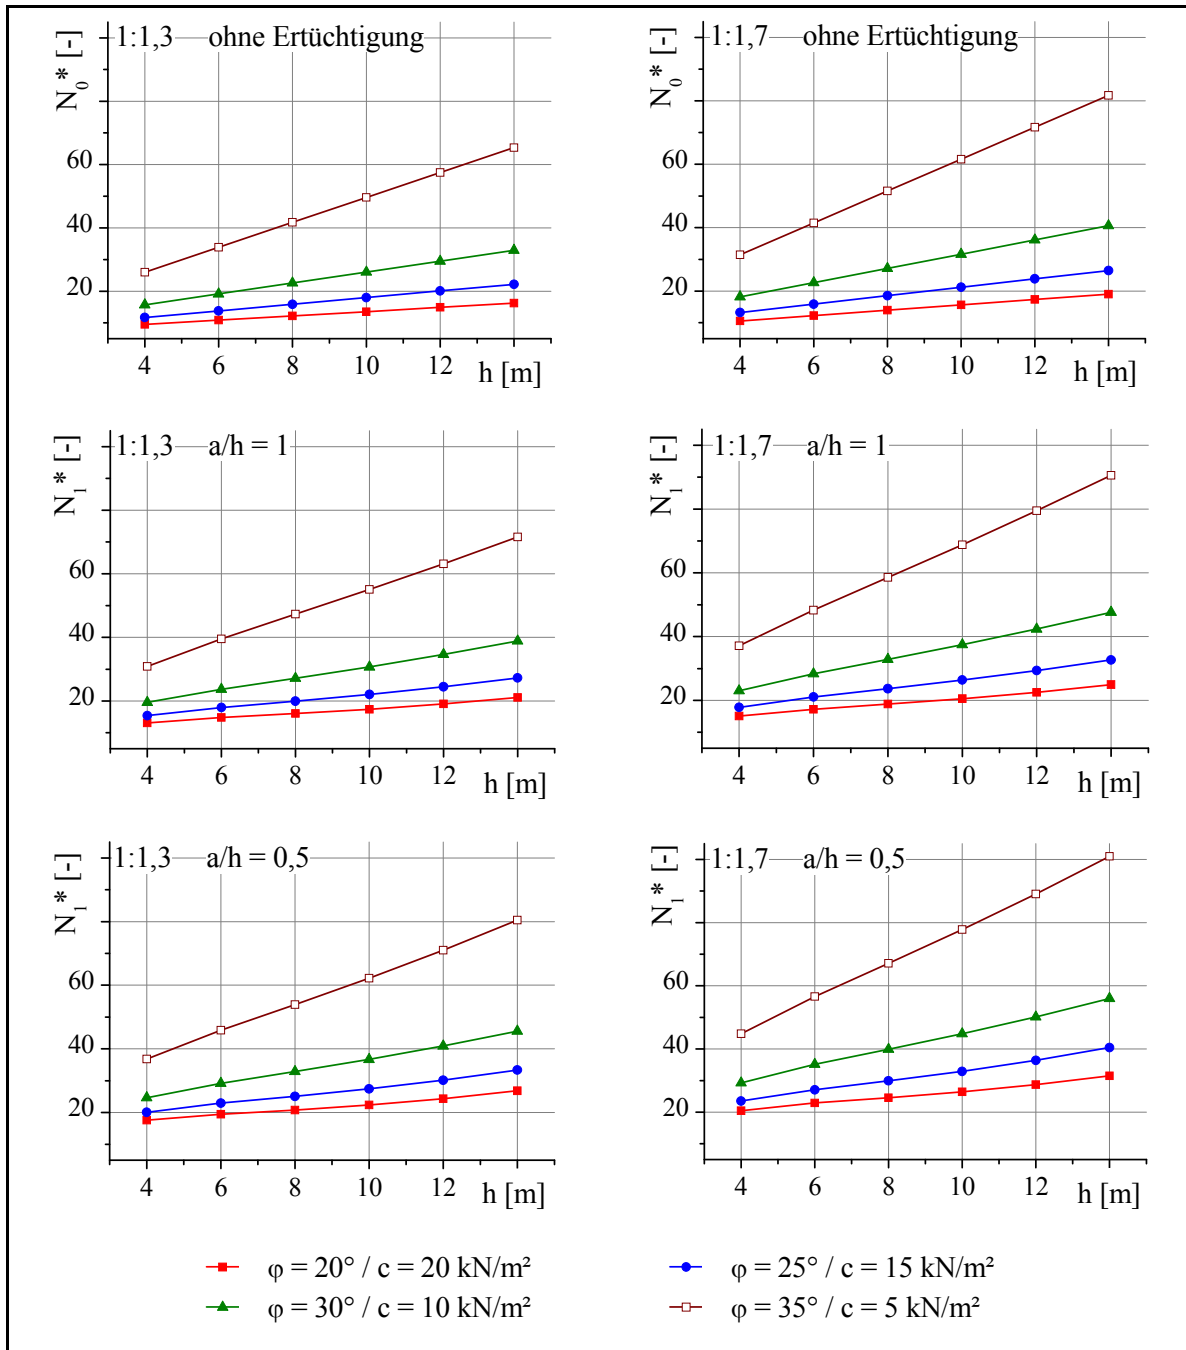 1:1,3 ohne Ertüchtigung
N₀* [-]
60
40
20
4 6 8 10 12 h [m]
1:1,7 ohne Ertüchtigung
N₀* [-]
60
40
20
4 6 8 10 12 h [m]
1:1,3 a/h = 1
N₁* [-]
60
40
20
4 6 8 10 12 h [m]
1:1,7 a/h = 1
N₁* [-]
60
40
20
4 6 8 10 12 h [m]
1:1,3 a/h = 0,5
N₁* [-]
60
40
20
4 6 8 10 12 h [m]
1:1,7 a/h = 0,5
N₁* [-]
60
40
20
4 6 8 10 12 h [m]
φ = 20° / c = 20 kN/m²
φ = 25° / c = 15 kN/m²
φ = 30° / c = 10 kN/m²
φ = 35° / c = 5 kN/m²